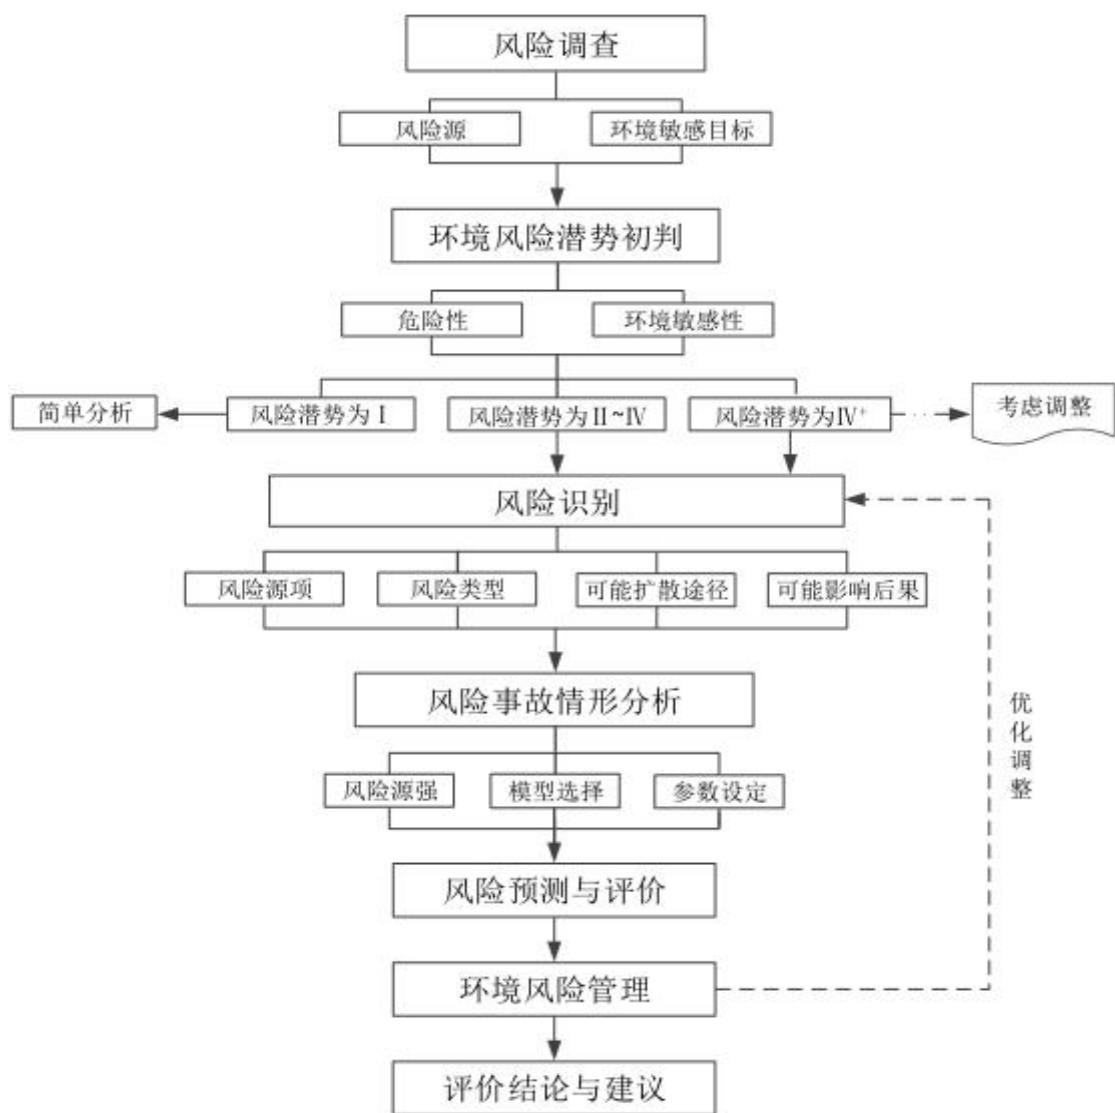 风险调查
风险源
环境敏感目标
环境风险潜势初判
危险性
环境敏感性
简单分析
风险潜势为Ⅰ
风险潜势为Ⅱ~Ⅳ
风险潜势为Ⅳ⁺
考虑调整
风险识别
风险源项
风险类型
可能扩散途径
可能影响后果
风险事故情形分析
优化调整
风险源强
模型选择
参数设定
风险预测与评价
环境风险管理
评价结论与建议